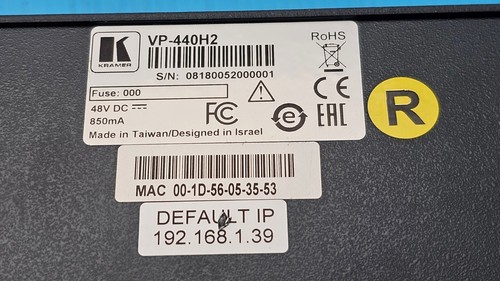 VP-440H2
KRAMER
S/N: 08180052000001
RoHS
Fuse: 000
48V DC
850mA
Made in Taiwan/Designed in Israel
FC
CE
e
EAC
R
MAC 00-1D-56-05-35-53
DEFAULT IP
192.168.1.39